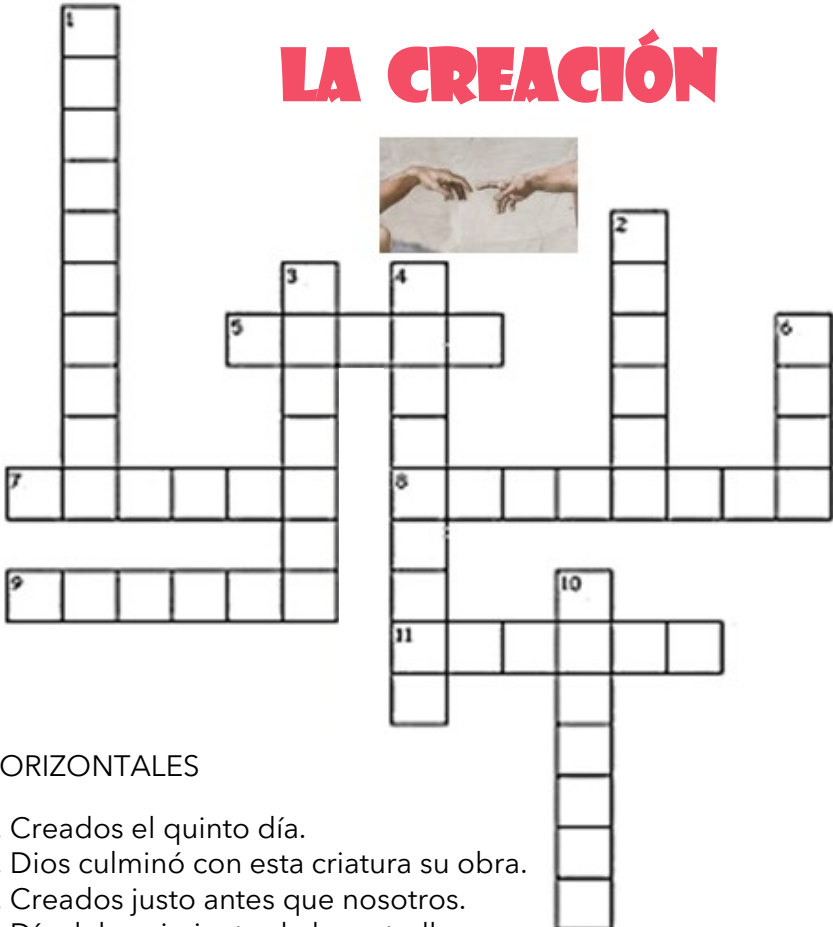 1
LA CREACIÓN
2
3 4
5 6
7 8
9 10
11
ORIZONTALES
Creados el quinto día.
Dios culminó con esta criatura su obra.
Creados justo antes que nosotros.